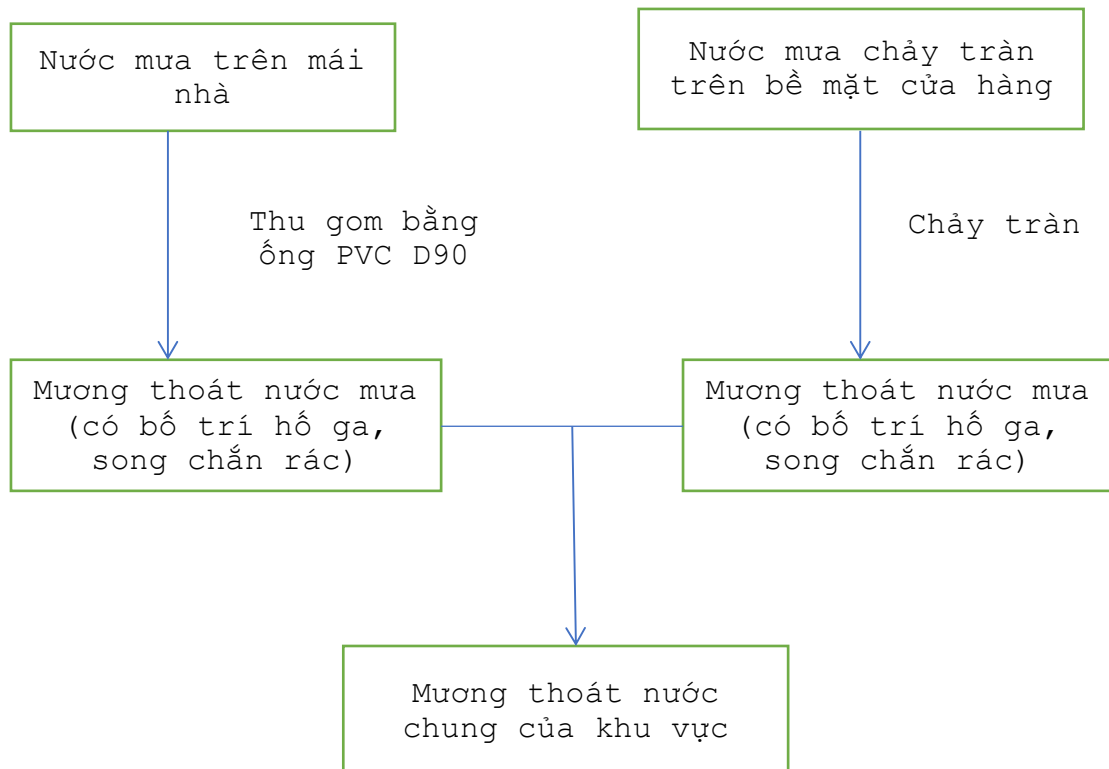 Nước mưa trên mái
nhà
Nước mưa chảy tràn
trên bề mặt cửa hàng
Thu gom bằng
ống PVC D90
Chảy tràn
Mương thoát nước mưa
(có bố trí hố ga,
song chắn rác)
Mương thoát nước mưa
(có bố trí hố ga,
song chắn rác)
Mương thoát nước
chung của khu vực